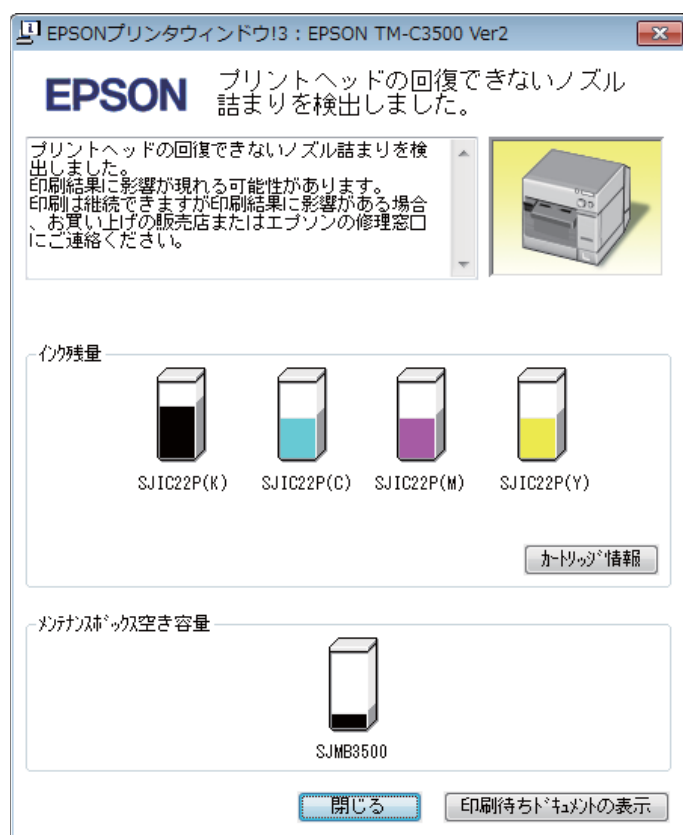 EPSONプリンタウィンドウ!3 : EPSON TM-C3500 Ver2
EPSON
プリントヘッドの回復できないノズル
詰まりを検出しました。
プリントヘッドの回復できないノズル詰まりを検
出しました。
印刷結果に影響が現れる可能性があります。
印刷は継続できますが印刷結果に影響がある場合
、お買い上げの販売店またはエプソンの修理窓口
にご連絡ください。
インク残量
SJIC22P(K) SJIC22P(C) SJIC22P(M) SJIC22P(Y)
カートリッジ情報
メンテナンスボックス空き容量
SJMB3500
閉じる 印刷待ちドキュメントの表示